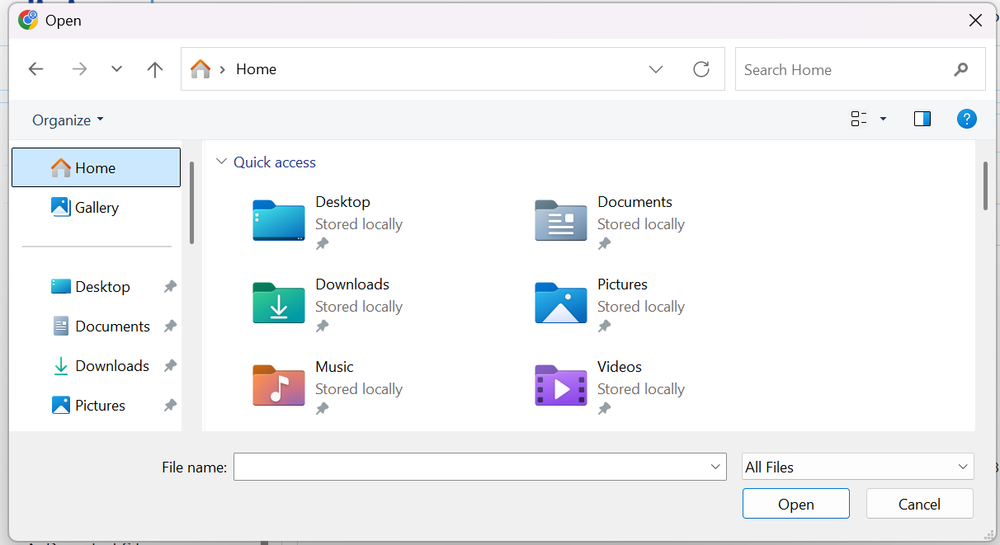 Open
Home
Search Home
Organize
?
Home
Gallery
Desktop
Documents
Downloads
Pictures
Quick access
Desktop
Stored locally
Documents
Stored locally
Downloads
Stored locally
Pictures
Stored locally
Music
Stored locally
Videos
Stored locally
File name:
All Files
Open
Cancel